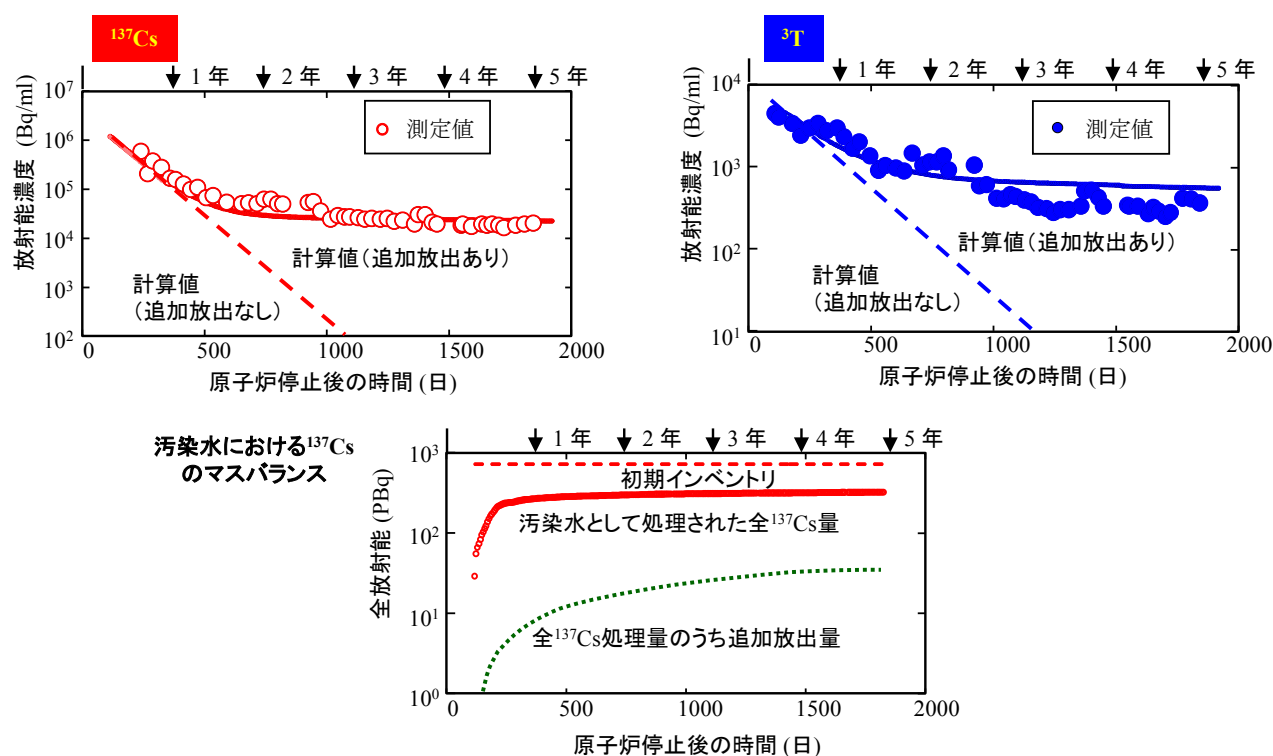 ¹³⁷Cs
1 年 2 年 3 年 4 年 5 年
放射能濃度 (Bq/ml)
10⁷
10⁶
10⁵
10⁴
10³
10²
測定値
計算値（追加放出あり）
計算値
（追加放出なし）
0 500 1000 1500 2000
原子炉停止後の時間 (日)
³T
1 年 2 年 3 年 4 年 5 年
放射能濃度 (Bq/ml)
10⁴
10³
10²
10¹
測定値
計算値（追加放出あり）
計算値
（追加放出なし）
0 500 1000 1500 2000
原子炉停止後の時間 (日)
汚染水における¹³⁷Cs
のマスバランス
1 年 2 年 3 年 4 年 5 年
全放射能 (PBq)
10³
10²
10¹
10⁰
初期インベントリ
汚染水として処理された全¹³⁷Cs量
全¹³⁷Cs処理量のうち追加放出量
0 500 1000 1500 2000
原子炉停止後の時間 (日)